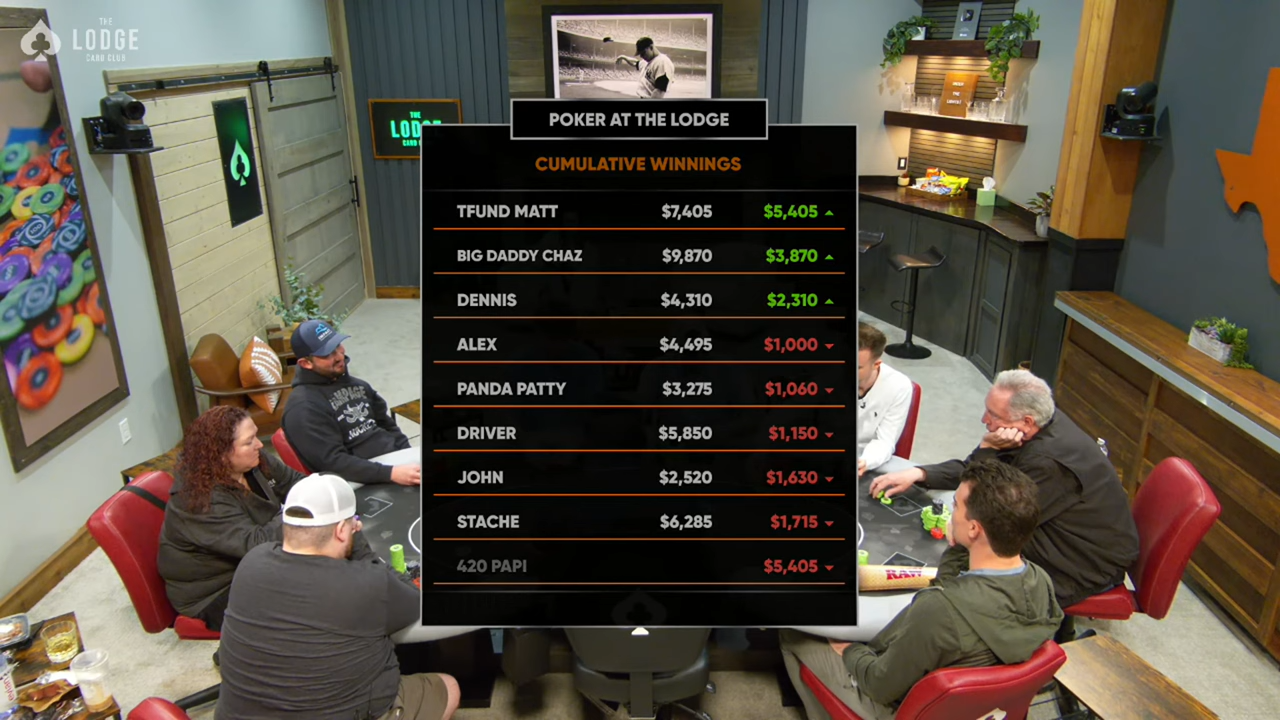 THE
LODGE
CARD CLUB
POKER AT THE LODGE
CUMULATIVE WINNINGS
TFUND MATT $7,405 $5,405
BIG DADDY CHAZ $9,870 $3,870
DENNIS $4,310 $2,310
ALEX $4,495 $1,000
PANDA PATTY $3,275 $1,060
DRIVER $5,850 $1,150
JOHN $2,520 $1,630
STACHE $6,285 $1,715
420 PAPI $5,405
THE
RAW